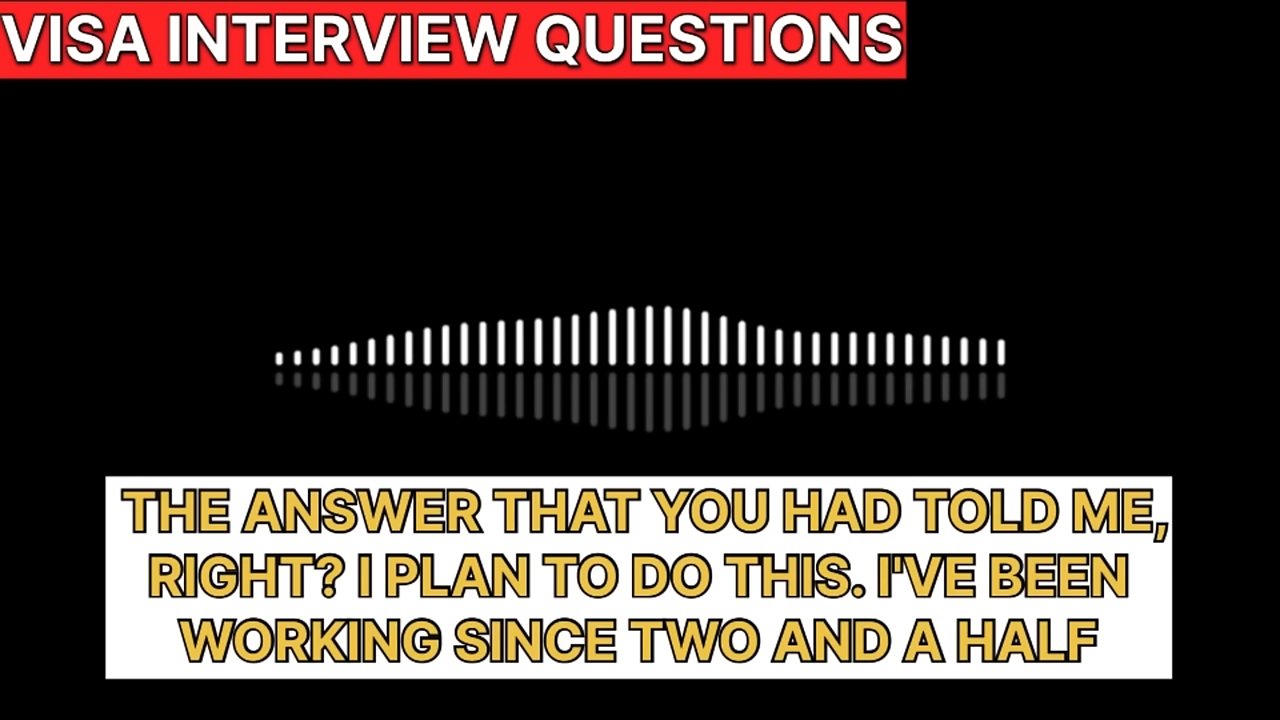 VISA INTERVIEW QUESTIONS
THE ANSWER THAT YOU HAD TOLD ME,
RIGHT? I PLAN TO DO THIS. I'VE BEEN
WORKING SINCE TWO AND A HALF